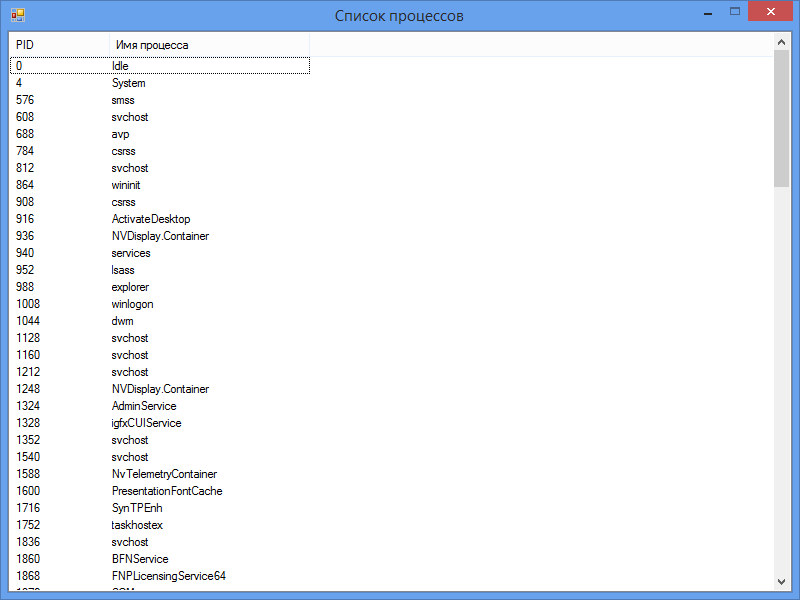 Список процессов
PID Имя процесса
0 Idle
4 System
576 smss
608 svchost
688 avp
784 csrss
812 svchost
864 wininit
908 csrss
916 ActivateDesktop
936 NVDisplay.Container
940 services
952 lsass
988 explorer
1008 winlogon
1044 dwm
1128 svchost
1160 svchost
1212 svchost
1248 NVDisplay.Container
1324 AdminService
1328 igfxCUIService
1352 svchost
1540 svchost
1588 NvTelemetryContainer
1600 PresentationFontCache
1716 SynTPEnh
1752 taskhostex
1836 svchost
1860 BFNService
1868 FNPLicensingService64